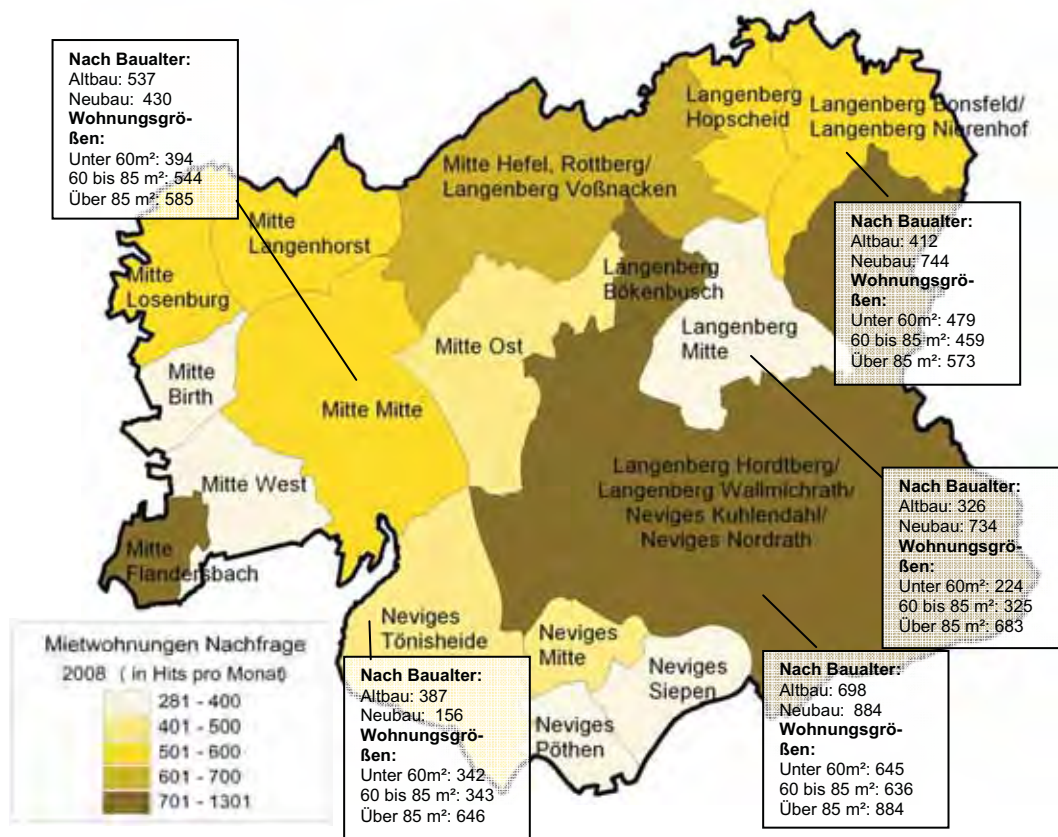 Nach Baualter:
Altbau: 537
Neubau: 430
Wohnungsgrö-
ßen:
Unter 60m²: 394
60 bis 85 m²: 544
Über 85 m²: 585
Langenberg
Hopscheid
Langenberg Bonsfeld/
Langenberg Nierenhof
Mitte Hefel, Rottberg/
Langenberg Voßnacken
Mitte
Langenhorst
Mitte
Losenburg
Langenberg
Bökenbusch
Nach Baualter:
Altbau: 412
Neubau: 744
Wohnungsgrö-
ßen:
Unter 60m²: 479
60 bis 85 m²: 459
Über 85 m²: 573
Langenberg
Mitte
Mitte Ost
Mitte
Birth
Mitte Mitte
Mitte West
Langenberg Hordtberg/
Langenberg Wallmichrath/
Neviges Kuhlendahl/
Neviges Nordrath
Nach Baualter:
Altbau: 326
Neubau: 734
Wohnungsgrö-
ßen:
Unter 60m²: 224
60 bis 85 m²: 325
Über 85 m²: 683
Mitte
Flandersbach
Neviges
Tönisheide
Neviges
Mitte
Neviges
Siepen
Neviges
Pöthen
Mietwohnungen Nachfrage
2008 ( in Hits pro Monat)
281 - 400
401 - 500
501 - 600
601 - 700
701 - 1301
Nach Baualter:
Altbau: 387
Neubau: 156
Wohnungsgrö-
ßen:
Unter 60m²: 342
60 bis 85 m²: 343
Über 85 m²: 646
Nach Baualter:
Altbau: 698
Neubau: 884
Wohnungsgrö-
ßen:
Unter 60m²: 645
60 bis 85 m²: 636
Über 85 m²: 884